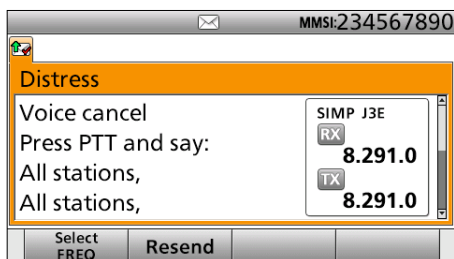 MMSI:234567890
Distress
Voice cancel
Press PTT and say:
All stations,
All stations,
SIMP J3E
RX
8.291.0
TX
8.291.0
Select
FREQ
Resend